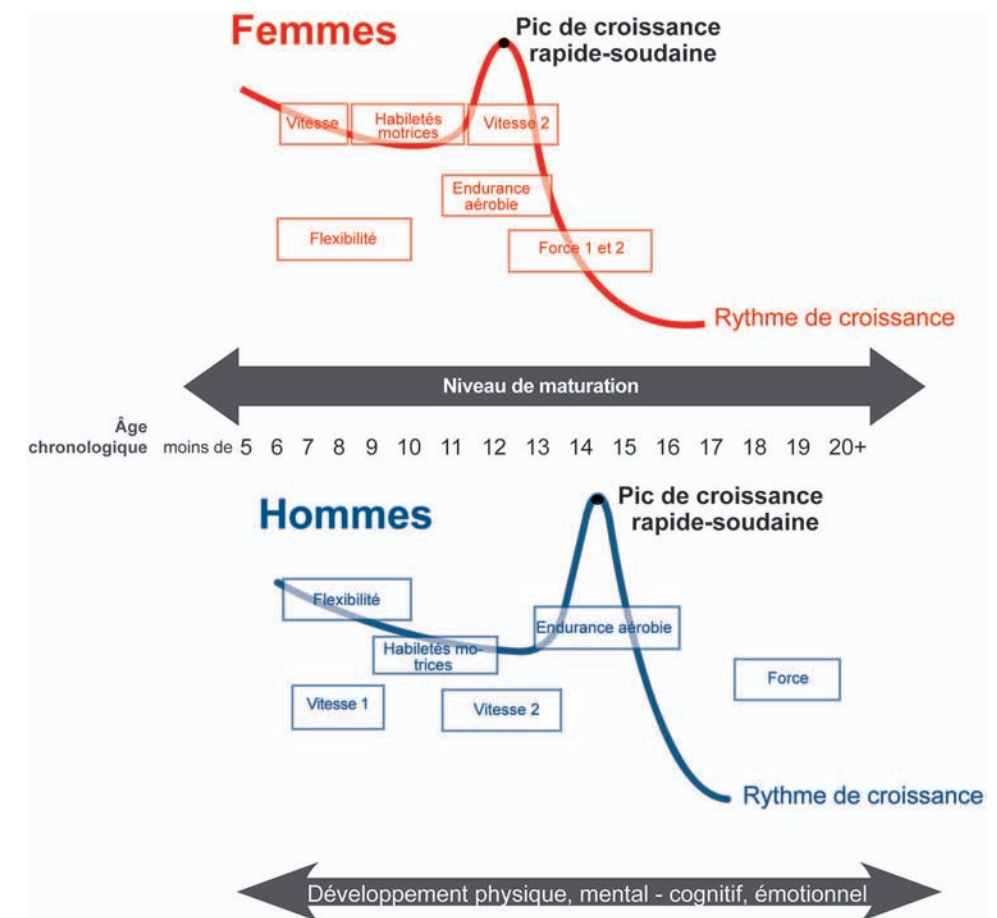 Femmes
Pic de croissance
rapide-soudaine
Vitesse
Habiletés
motrices
Vitesse 2
Endurance
aérobie
Flexibilité
Force 1 et 2
Rythme de croissance
Niveau de maturation
Âge
chronologique moins de 5 6 7 8 9 10 11 12 13 14 15 16 17 18 19 20+
Hommes
Pic de croissance
rapide-soudaine
Flexibilité
Endurance aérobie
Habiletés mo-
trices
Force
Vitesse 1
Vitesse 2
Rythme de croissance
Développement physique, mental - cognitif, émotionnel